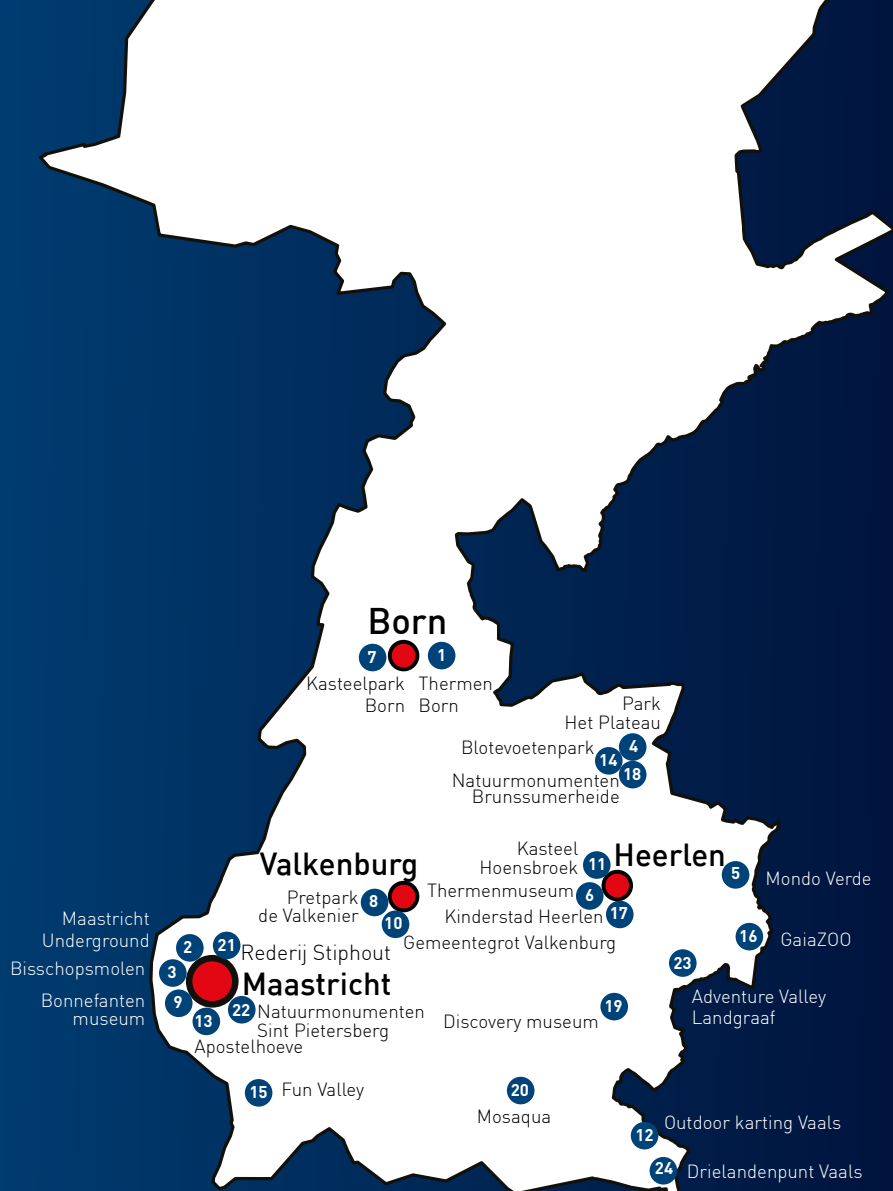 Born
7
1
Kasteelpark
Born
Thermen
Born
Park
Het Plateau
4
Blotevoetenpark
14
18
Natuurmonumenten
Brunssumerheide
Kasteel
Hoensbroek
11
Heerlen
5
Mondo Verde
Thermenmuseum
6
Kinderstad Heerlen
17
Valkenburg
Pretpark
de Valkenier
8
10
Gemeentegrot Valkenburg
16
GaiaZOO
23
Adventure Valley
Landgraaf
Maastricht
Underground
2
21
Rederij Stiphout
Bisschopsmolen
3
Maastricht
Bonnefanten
museum
9
13
22
Natuurmonumenten
Sint Pietersberg
Apostelhoeve
Discovery museum
19
15
Fun Valley
20
Mosaqua
12
Outdoor karting Vaals
24
Drielandenpunt Vaals